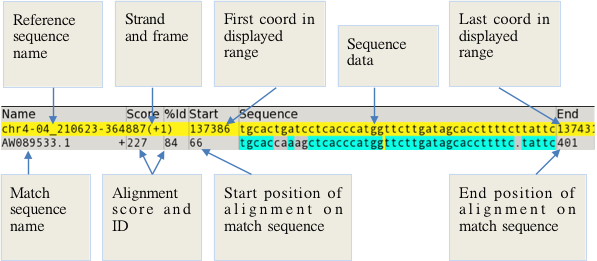 Reference
sequence
name
Strand
and frame
First coord in
displayed
range
Sequence
data
Last coord in
displayed
range
Name Score %Id Start Sequence End
chr4-04_210623-364887(+1) 137386 tgcactgatcctcacccatggttcttgatagcaccttttcttattc 137431
AW089533.1 +227 84 66 tgcaccaaagctcacccatggttcttgatagcaccttttc.tattc 401
Match
sequence
name
Alignment
score and
ID
Start position of
alignment on
match sequence
End position of
alignment on
match sequence